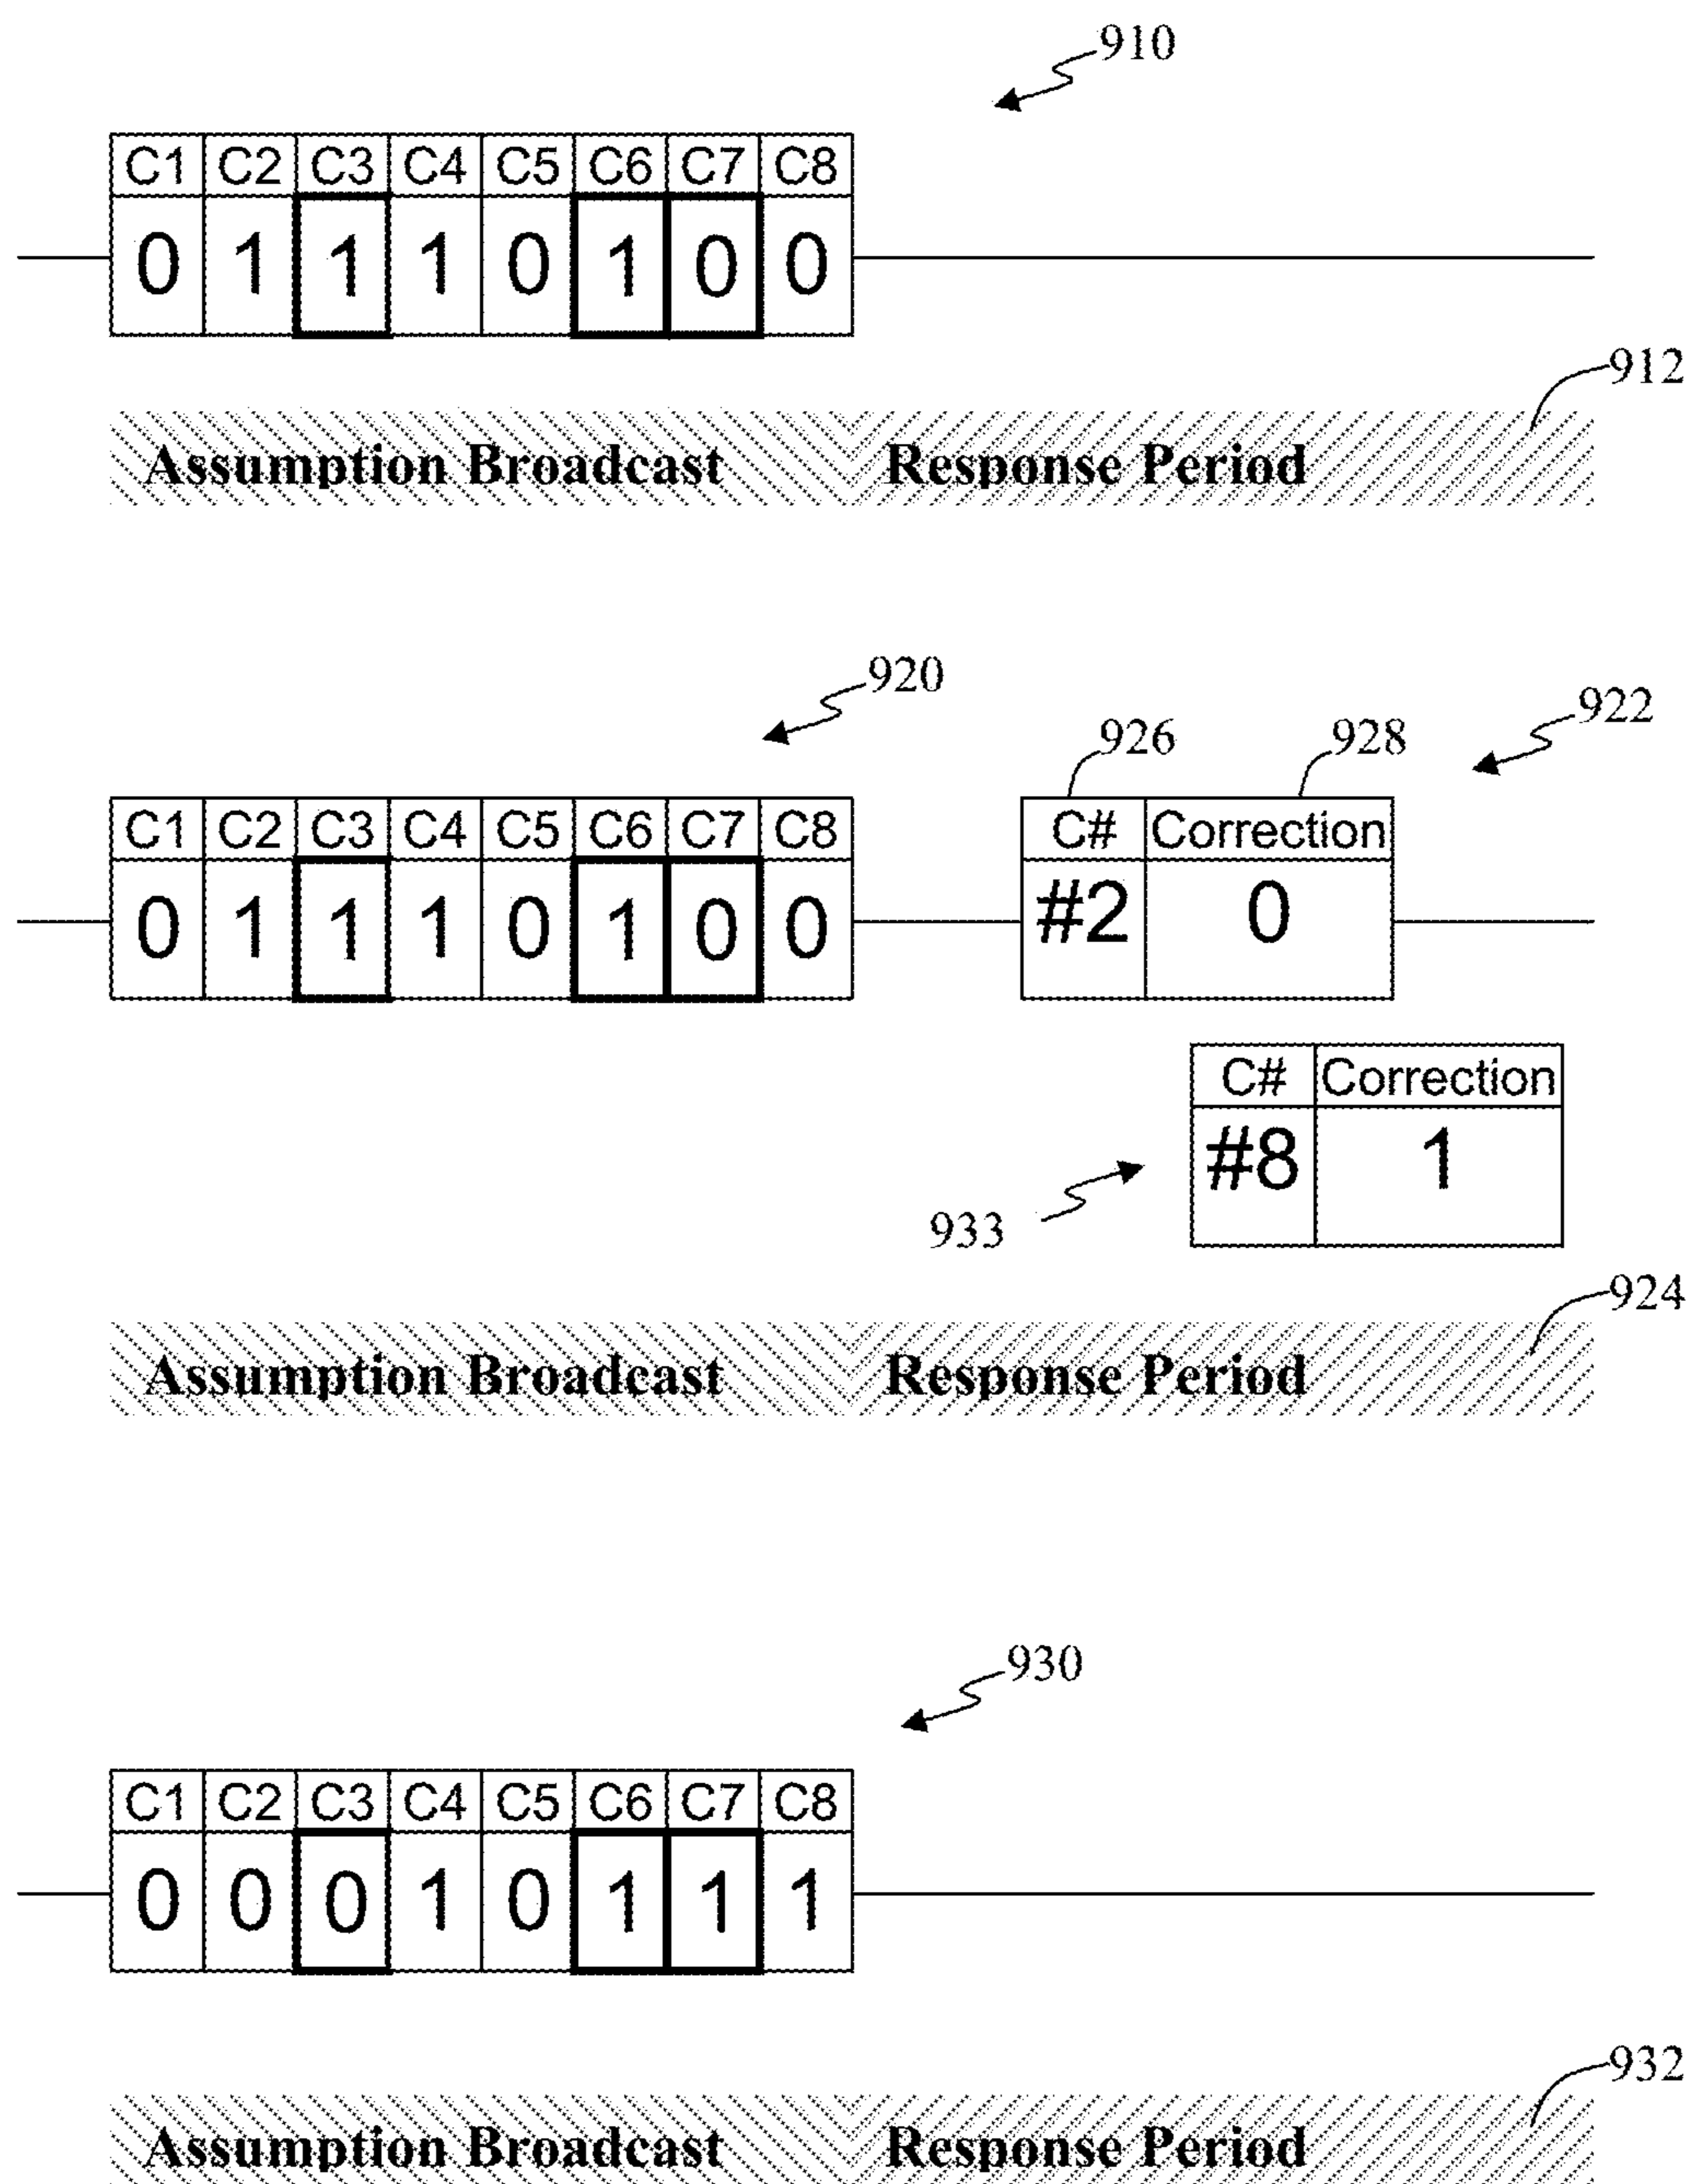 910
C1 C2 C3 C4 C5 C6 C7 C8
0 1 1 1 0 1 0 0
912
Assumption Broadcast Response Period
920
922
926 928
C1 C2 C3 C4 C5 C6 C7 C8 C# Correction
0 1 1 1 0 1 0 0 #2 0
C# Correction
#8 1
933
924
Assumption Broadcast Response Period
930
C1 C2 C3 C4 C5 C6 C7 C8
0 0 0 1 0 1 1 1
932
Assumption Broadcast Response Period